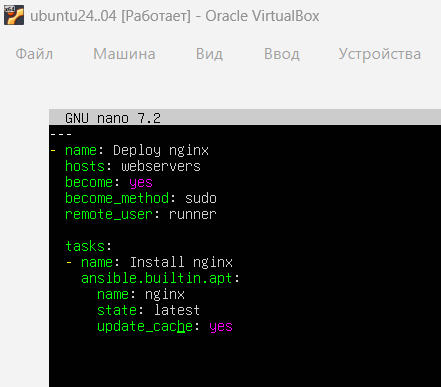 ubuntu24..04 [Работает] - Oracle VirtualBox
Файл Машина Вид Ввод Устройства
GNU nano 7.2
---
- name: Deploy nginx
  hosts: webservers
  become: yes
  become_method: sudo
  remote_user: runner

  tasks:
  - name: Install nginx
    ansible.builtin.apt:
      name: nginx
      state: latest
      update_cache: yes